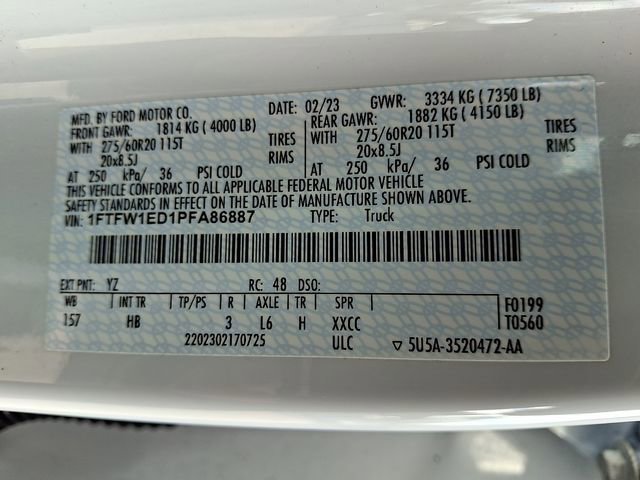 MFD. BY FORD MOTOR CO. DATE: 02/23 GVWR: 3334 KG ( 7350 LB)
FRONT GAWR: 1814 KG ( 4000 LB) REAR GAWR: 1882 KG ( 4150 LB)
WITH 275/60R20 115T TIRES WITH 275/60R20 115T TIRES
20x8.5J RIMS 20x8.5J RIMS
AT 250 kPa/ 36 PSI COLD AT 250 kPa/ 36 PSI COLD
THIS VEHICLE CONFORMS TO ALL APPLICABLE FEDERAL MOTOR VEHICLE
SAFETY STANDARDS IN EFFECT ON THE DATE OF MANUFACTURE SHOWN ABOVE.
VIN: 1FTFW1ED1PFA86887 TYPE: Truck
EXT PNT: YZ RC: 48 DSO:
WB INT TR TP/PS R AXLE TR SPR F0199
157 HB 3 L6 H XXCC T0560
2202302170725 ULC ▽ 5U5A-3520472-AA